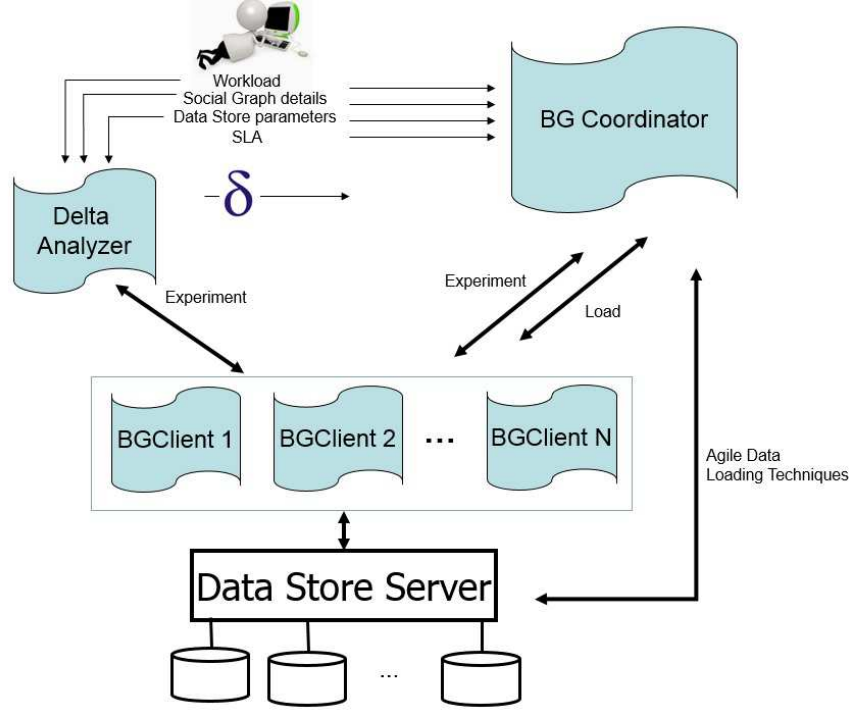 Workload
Social Graph details
Data Store parameters
SLA
BG Coordinator
δ
Delta
Analyzer
Experiment
Experiment
Load
BGClient 1
BGClient 2
...
BGClient N
Agile Data
Loading Techniques
Data Store Server
...